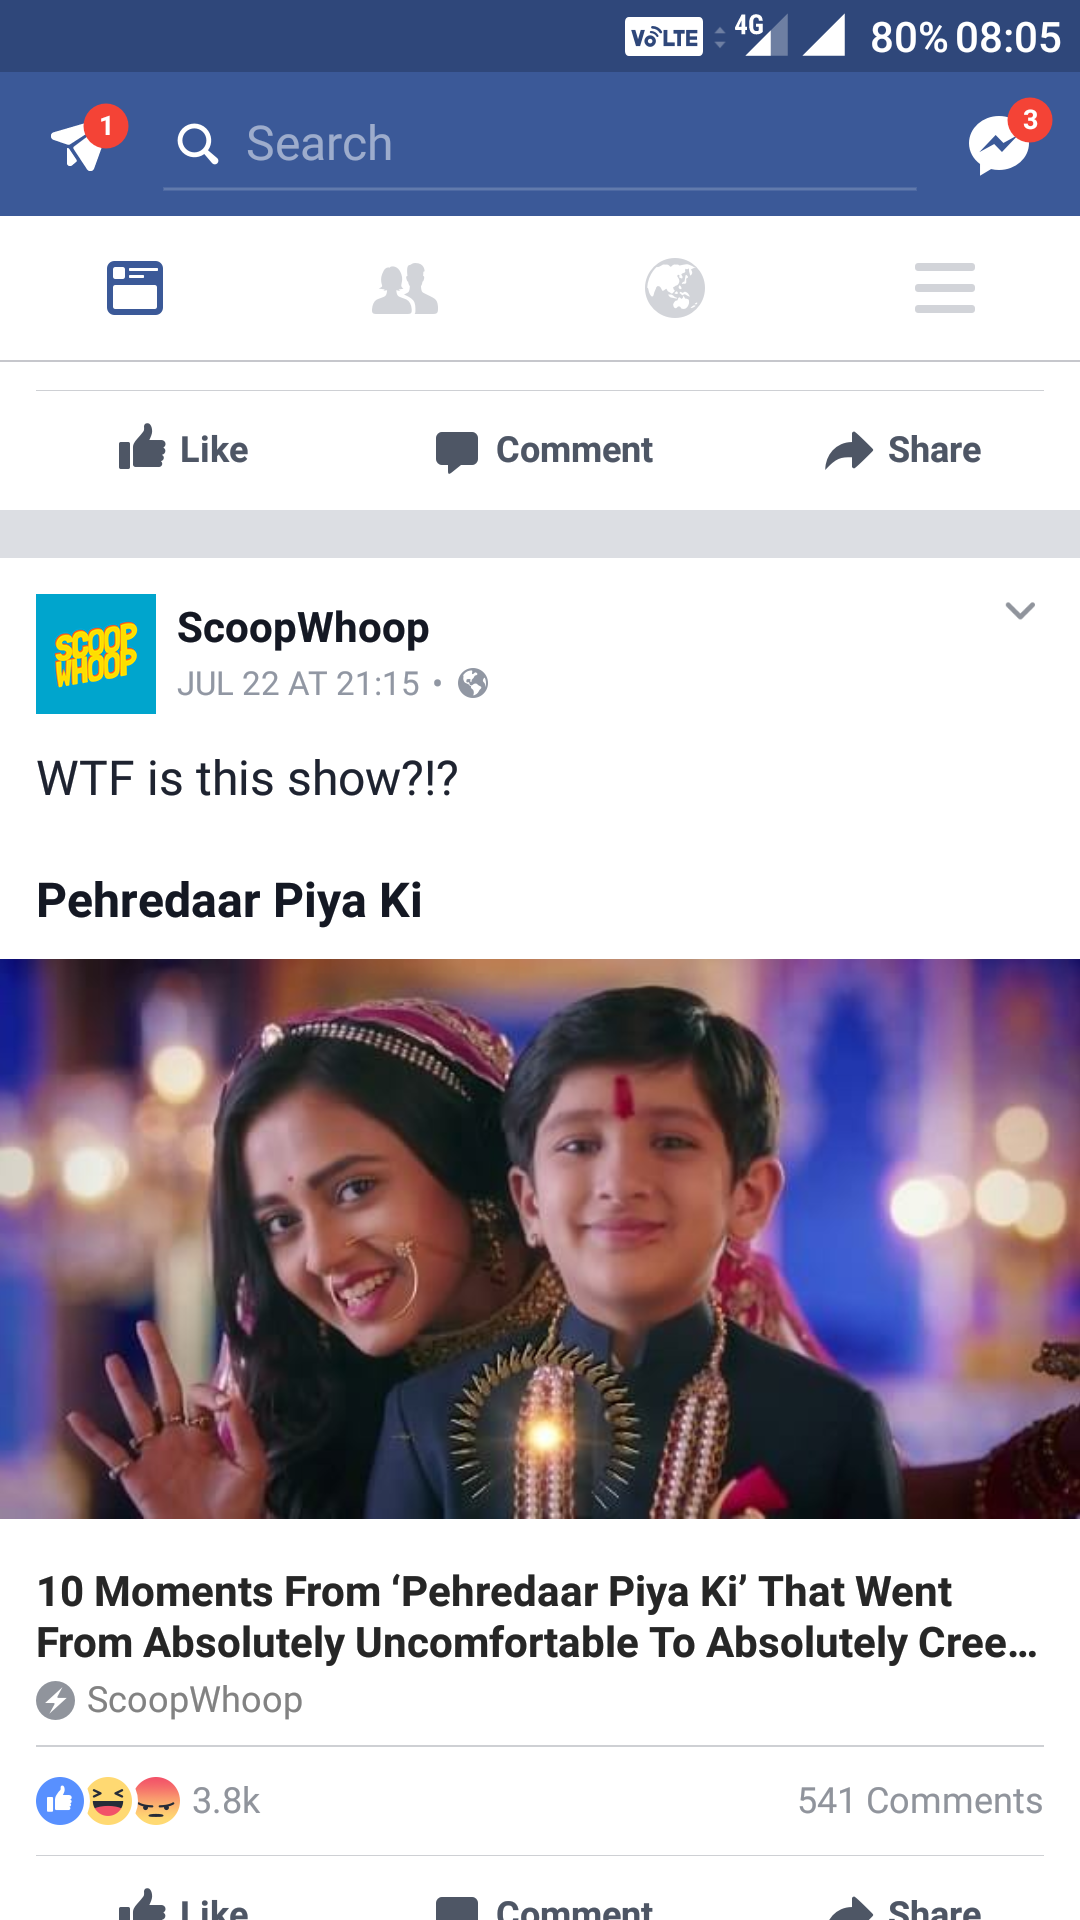 VoLTE 4G 80% 08:05
1 Search 3
Like Comment Share
SCOOP
WHOOP
ScoopWhoop
JUL 22 AT 21:15 •
WTF is this show?!?
Pehredaar Piya Ki
10 Moments From ‘Pehredaar Piya Ki’ That Went
From Absolutely Uncomfortable To Absolutely Cree...
ScoopWhoop
3.8k 541 Comments
Like Comment Share